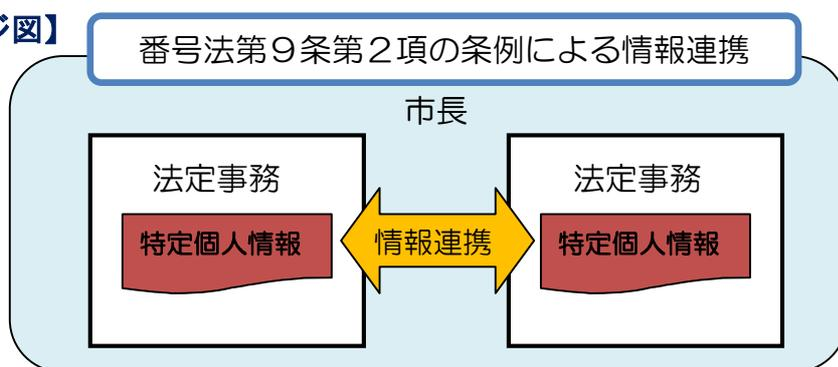 ジ図】
番号法第９条第２項の条例による情報連携
市長
法定事務
法定事務
特定個人情報
情報連携
特定個人情報